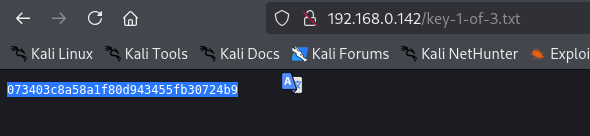 192.168.0.142/key-1-of-3.txt
Kali Linux Kali Tools Kali Docs Kali Forums Kali NetHunter Exploi
073403c8a58a1f80d943455fb30724b9